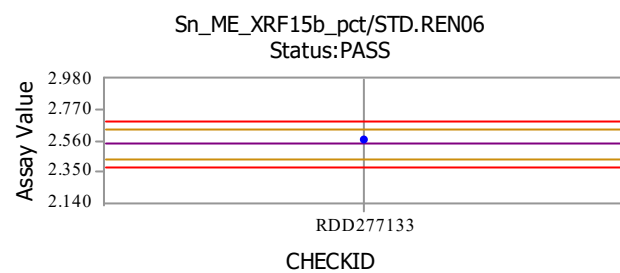 Sn_ME_XRF15b_pct/STD.REN06
Status:PASS
2.980
2.770
2.560
2.350
2.140
Assay Value
RDD277133
CHECKID